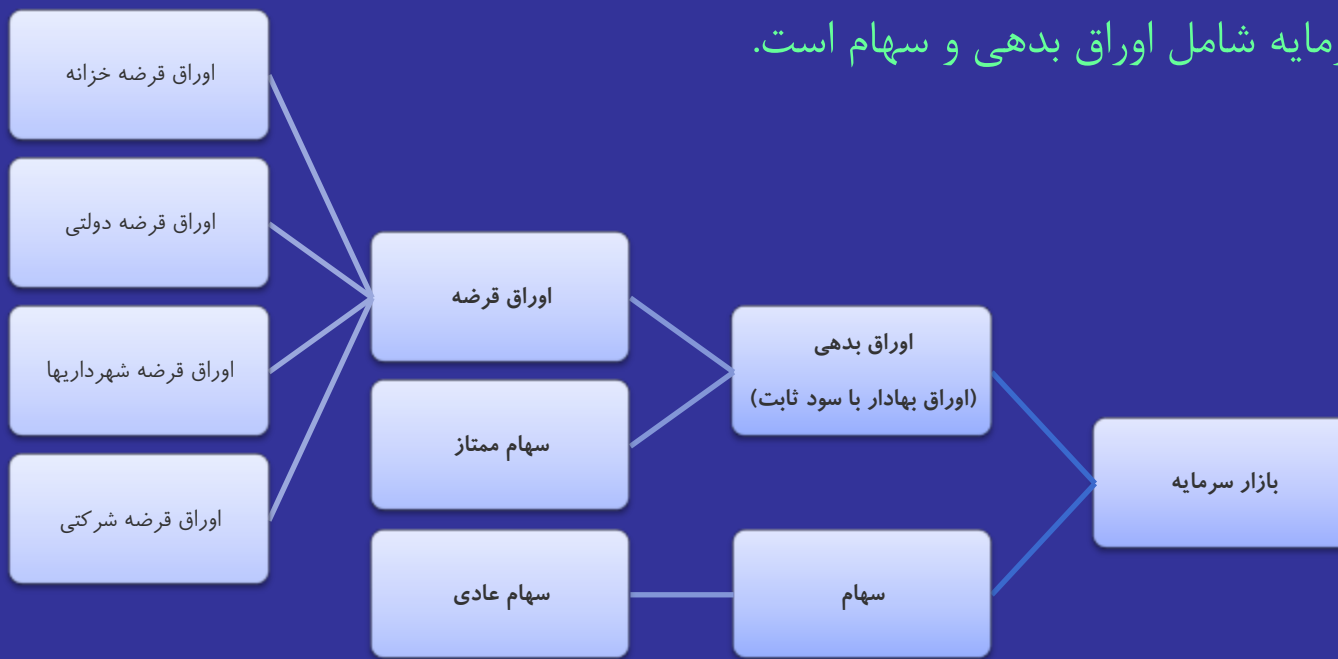 شامل اوراق بدهی و سهام است.
بازار سرمایه
اوراق بدهی
(اوراق بهادار با سود ثابت)
سهام
اوراق قرضه
سهام ممتاز
سهام عادی
اوراق قرضه خزانه
اوراق قرضه دولتی
اوراق قرضه شهرداریها
اوراق قرضه شرکتی